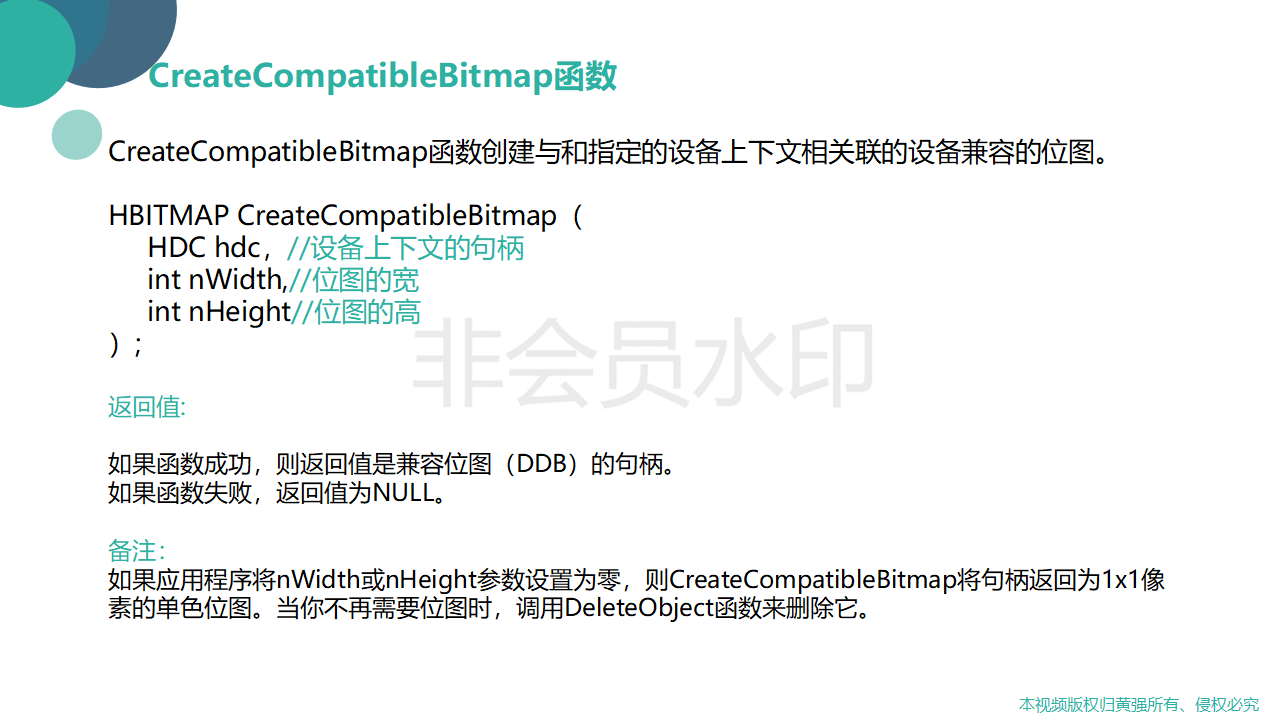 CreateCompatibleBitmap函数
CreateCompatibleBitmap函数创建与和指定的设备上下文相关联的设备兼容的位图。
HBITMAP CreateCompatibleBitmap（
HDC hdc，//设备上下文的句柄
int nWidth,//位图的宽
int nHeight//位图的高
）;
非会员水印
返回值:
如果函数成功，则返回值是兼容位图（DDB）的句柄。
如果函数失败，返回值为NULL。
备注：
如果应用程序将nWidth或nHeight参数设置为零，则CreateCompatibleBitmap将句柄返回为1x1像
素的单色位图。当你不再需要位图时，调用DeleteObject函数来删除它。
本视频版权归黄强所有、侵权必究